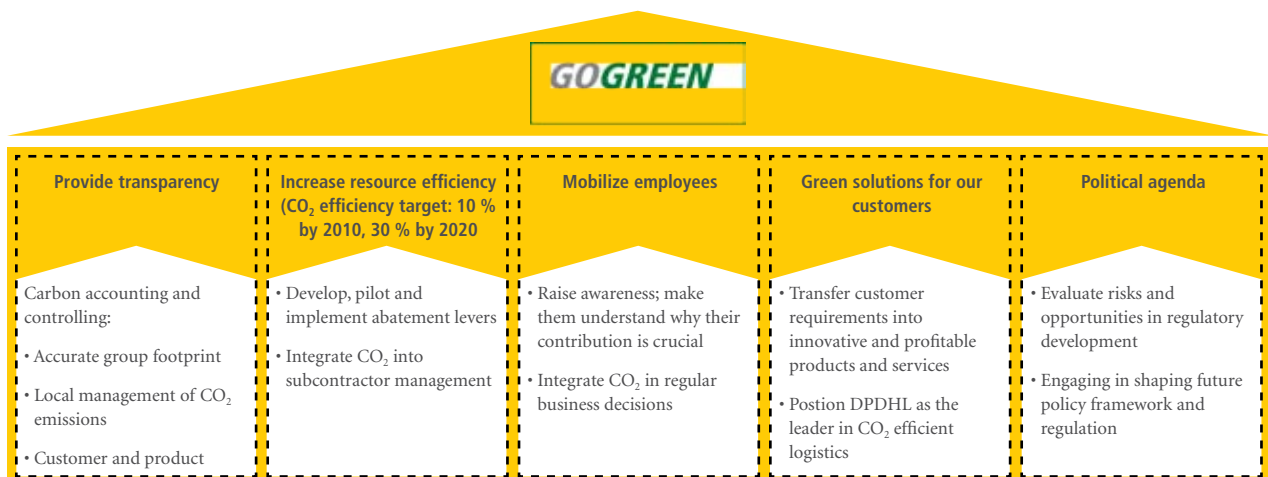 GOGREEN
Provide transparency
Carbon accounting and
controlling:
• Accurate group footprint
• Local management of CO₂
emissions
• Customer and product
Increase resource efficiency
(CO₂ efficiency target: 10 %
by 2010, 30 % by 2020
• Develop, pilot and
implement abatement levers
• Integrate CO₂ into
subcontractor management
Mobilize employees
• Raise awareness; make
them understand why their
contribution is crucial
• Integrate CO₂ in regular
business decisions
Green solutions for our
customers
• Transfer customer
requirements into
innovative and profitable
products and services
• Postion DPDHL as the
leader in CO₂ efficient
logistics
Political agenda
• Evaluate risks and
opportunities in regulatory
development
• Engaging in shaping future
policy framework and
regulation